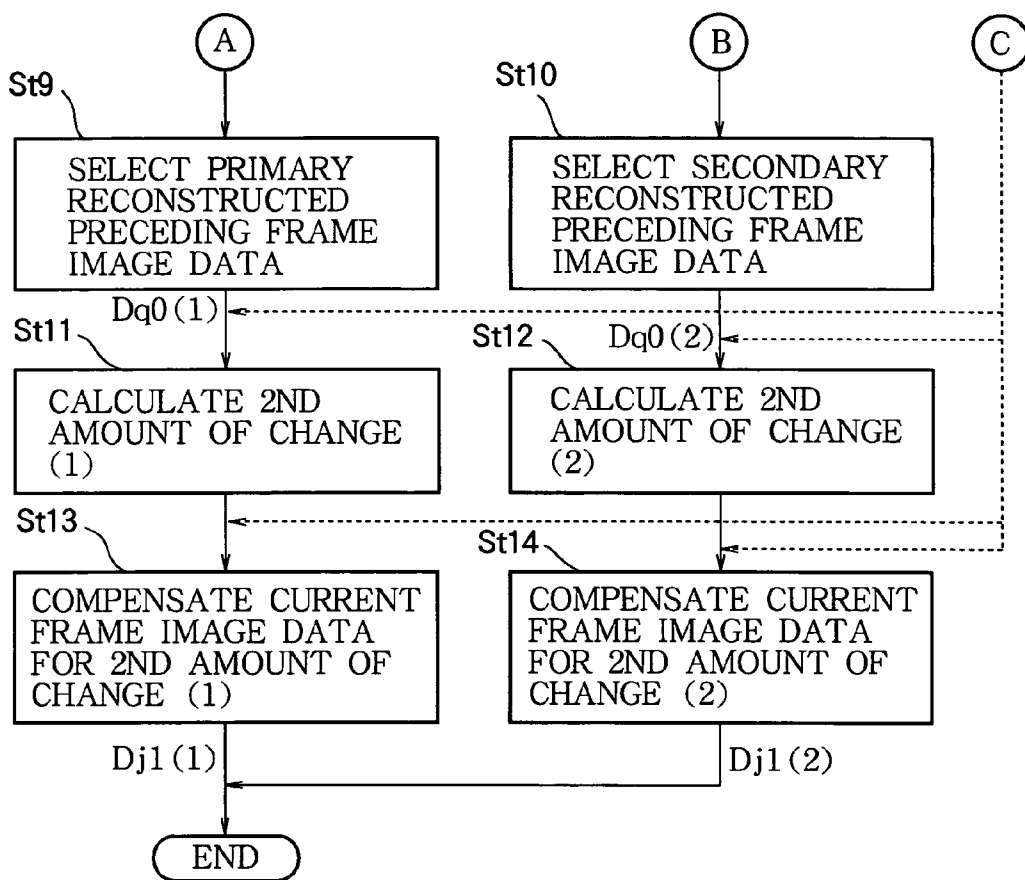 A
B
C
St9
St10
SELECT PRIMARY
RECONSTRUCTED
PRECEDING FRAME
IMAGE DATA
SELECT SECONDARY
RECONSTRUCTED
PRECEDING FRAME
IMAGE DATA
Dq0(1)
Dq0(2)
St11
St12
CALCULATE 2ND
AMOUNT OF CHANGE
(1)
CALCULATE 2ND
AMOUNT OF CHANGE
(2)
St13
St14
COMPENSATE CURRENT
FRAME IMAGE DATA
FOR 2ND AMOUNT OF
CHANGE (1)
COMPENSATE CURRENT
FRAME IMAGE DATA
FOR 2ND AMOUNT OF
CHANGE (2)
Dj1(1)
Dj1(2)
END